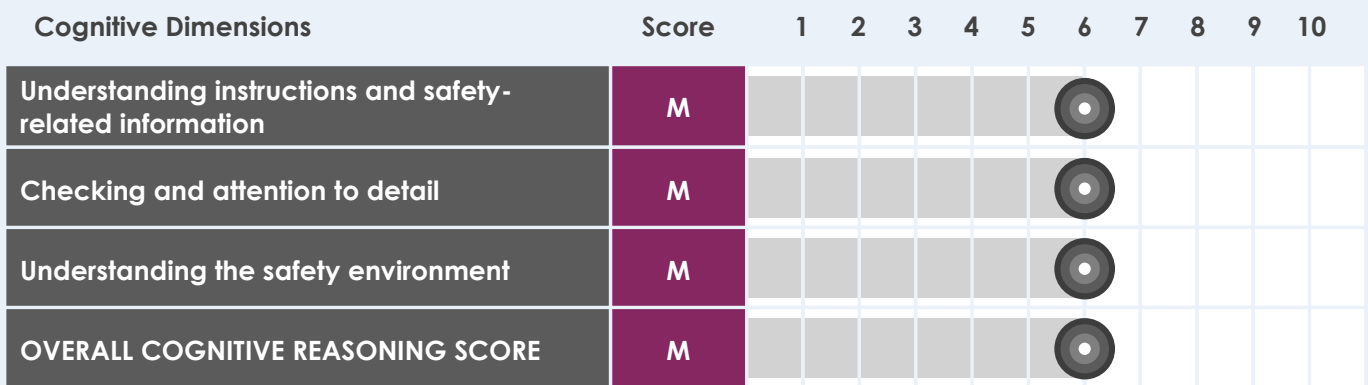 Cognitive Dimensions Score 1 2 3 4 5 6 7 8 9 10
Understanding instructions and safety-
related information
M
Checking and attention to detail M
Understanding the safety environment M
OVERALL COGNITIVE REASONING SCORE M